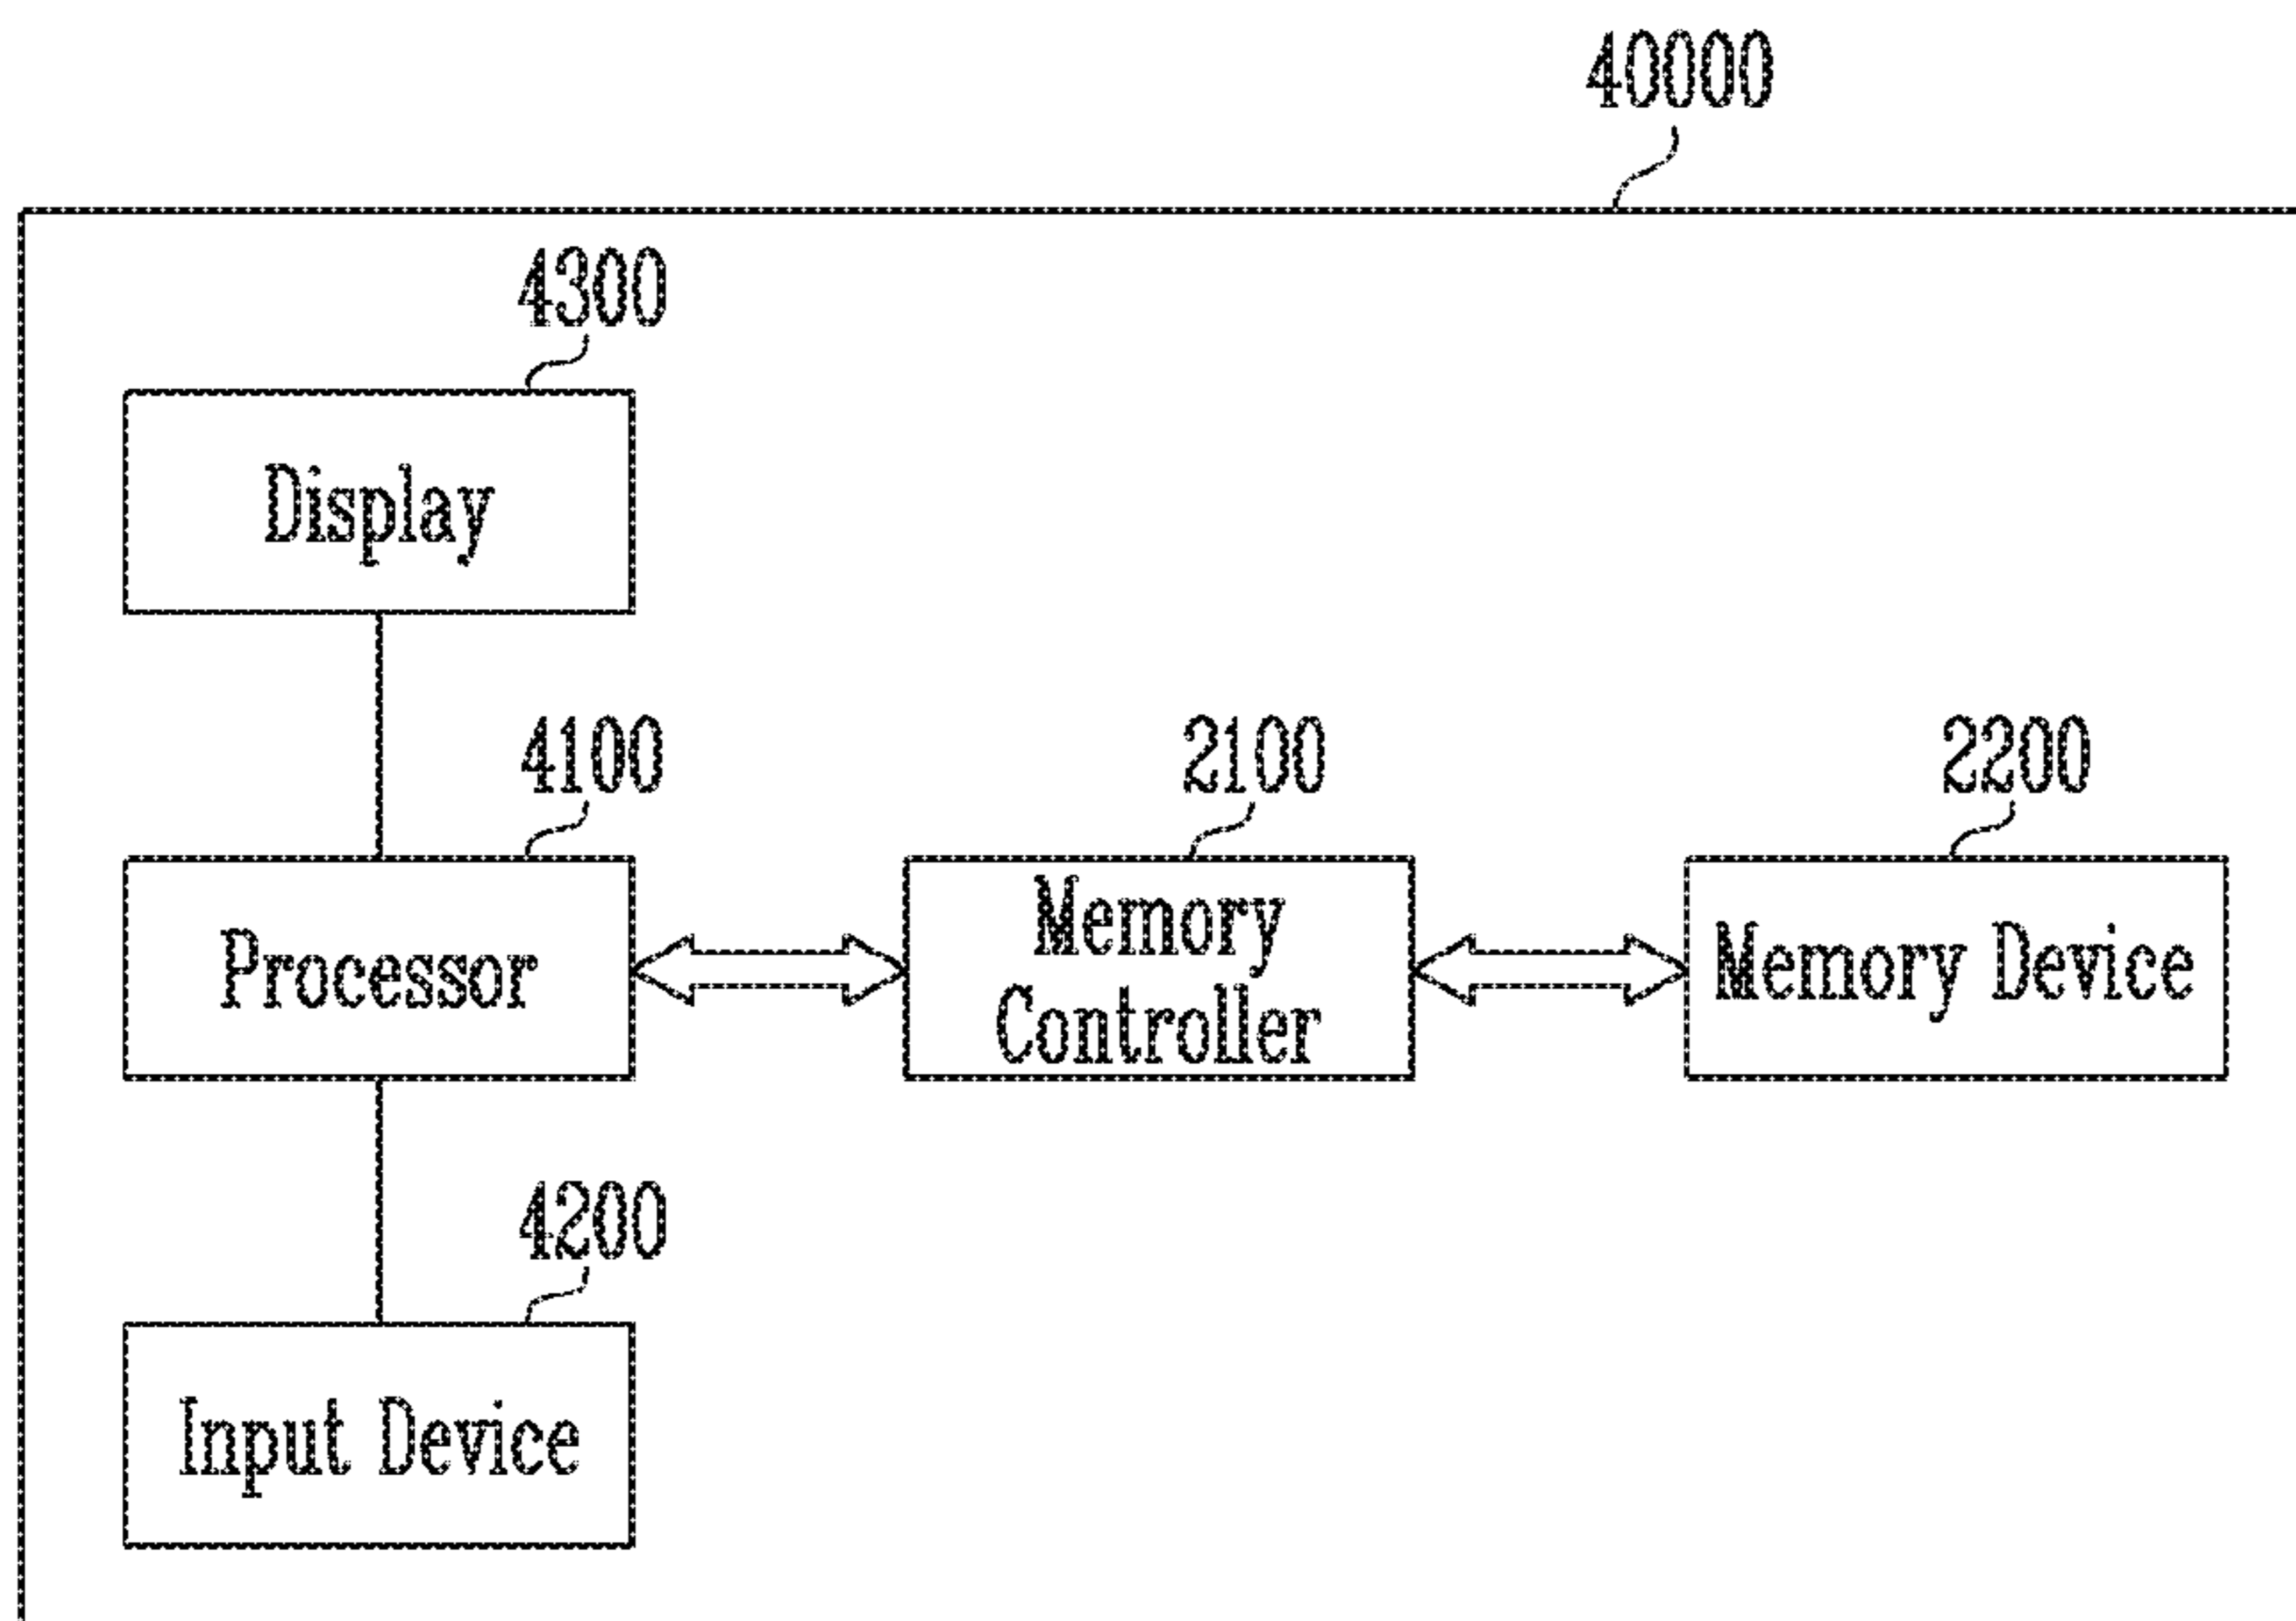 40000
4300
Display
4100
2100
2200
Processor
Memory
Controller
Memory Device
4200
Input Device